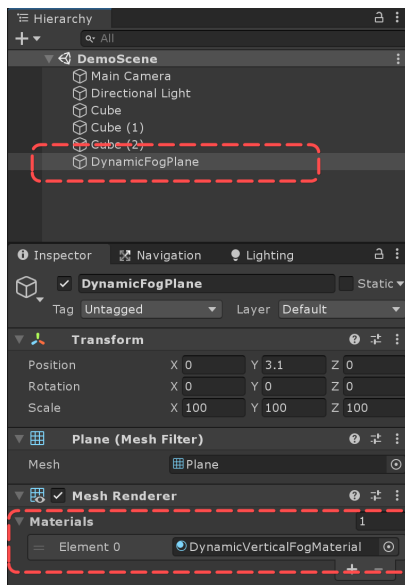 Hierarchy
All
DemoScene
Main Camera
Directional Light
Cube
Cube (1)
Cube (2)
DynamicFogPlane
Inspector Navigation Lighting
DynamicFogPlane Static
Tag Untagged Layer Default
Transform
Position X 0 Y 3.1 Z 0
Rotation X 0 Y 0 Z 0
Scale X 100 Y 100 Z 100
Plane (Mesh Filter)
Mesh Plane
Mesh Renderer
Materials 1
Element 0 DynamicVerticalFogMaterial